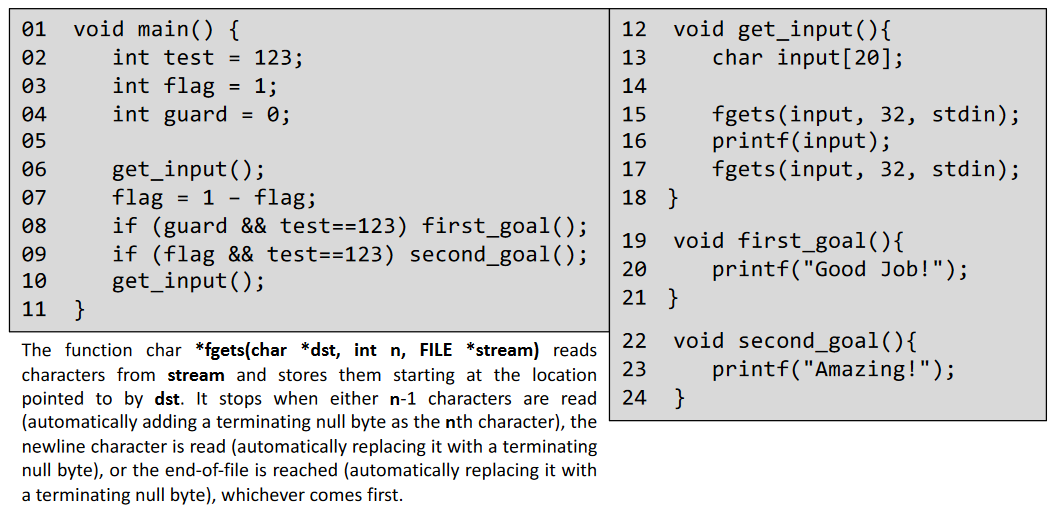 01 void main() {
02 int test = 123;
03 int flag = 1;
04 int guard = 0;
05
06 get_input();
07 flag = 1 – flag;
08 if (guard && test==123) first_goal();
09 if (flag && test==123) second_goal();
10 get_input();
11 }
12 void get_input(){
13 char input[20];
14
15 fgets(input, 32, stdin);
16 printf(input);
17 fgets(input, 32, stdin);
18 }
19 void first_goal(){
20 printf("Good Job!");
21 }
22 void second_goal(){
23 printf("Amazing!");
24 }
The function char *fgets(char *dst, int n, FILE *stream) reads
characters from stream and stores them starting at the location
pointed to by dst. It stops when either n-1 characters are read
(automatically adding a terminating null byte as the nth character), the
newline character is read (automatically replacing it with a terminating
null byte), or the end-of-file is reached (automatically replacing it with
a terminating null byte), whichever comes first.